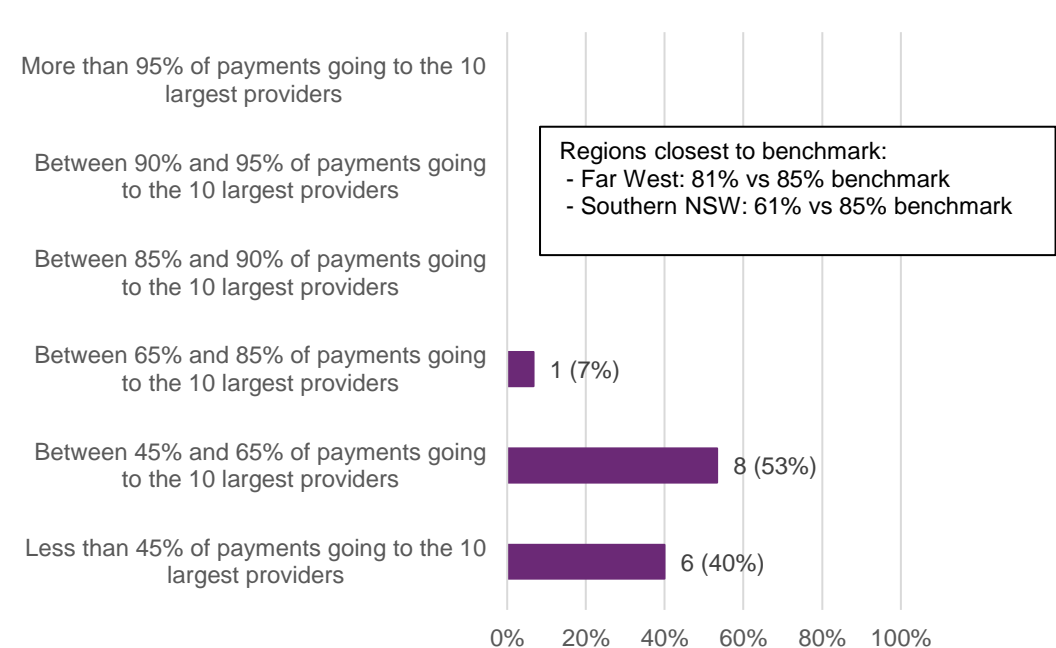 More than 95% of payments going to the 10
largest providers
Between 90% and 95% of payments going
to the 10 largest providers
Between 85% and 90% of payments going
to the 10 largest providers
Between 65% and 85% of payments going
to the 10 largest providers
Between 45% and 65% of payments going
to the 10 largest providers
Less than 45% of payments going to the 10
largest providers
Regions closest to benchmark:
- Far West: 81% vs 85% benchmark
- Southern NSW: 61% vs 85% benchmark
1 (7%)
8 (53%)
6 (40%)
0% 20% 40% 60% 80% 100%